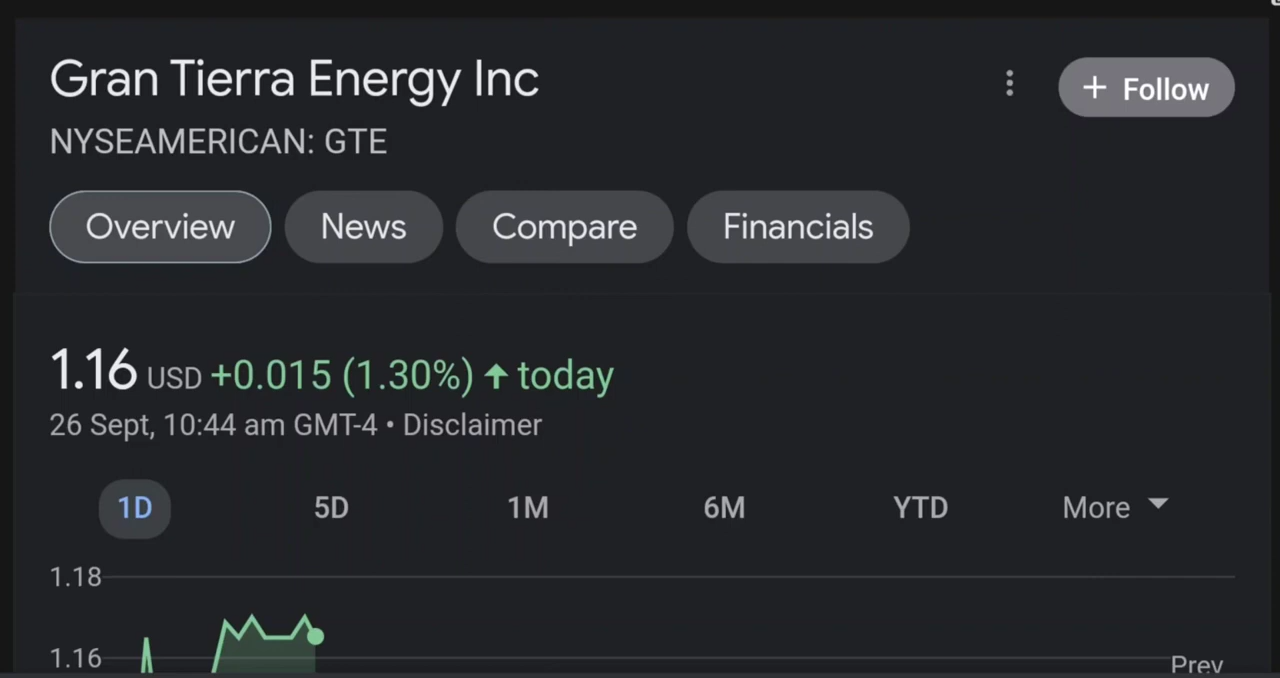 Gran Tierra Energy Inc
+ Follow
NYSEAMERICAN: GTE
Overview News Compare Financials
1.16 USD +0.015 (1.30%) ↑ today
26 Sept, 10:44 am GMT-4 • Disclaimer
1D 5D 1M 6M YTD More
1.18
1.16
Prev